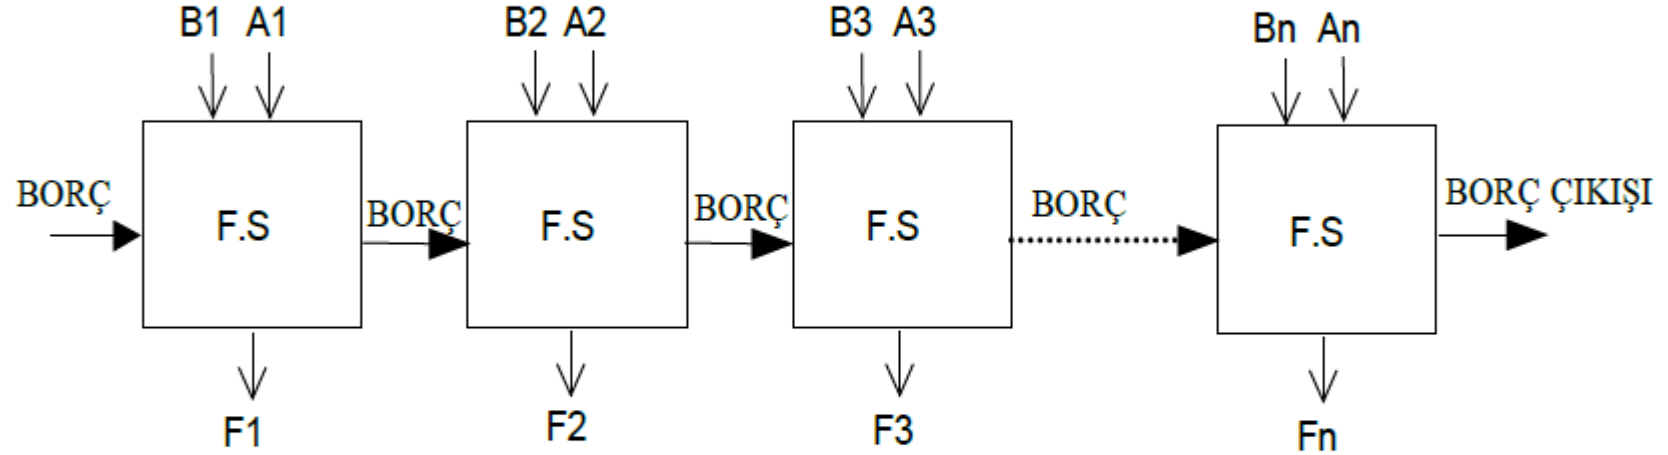 B1 A1 B2 A2 B3 A3 Bn An
BORÇ BORÇ BORÇ BORÇ BORÇ ÇIKIŞI
F.S F.S F.S F.S
F1 F2 F3 Fn